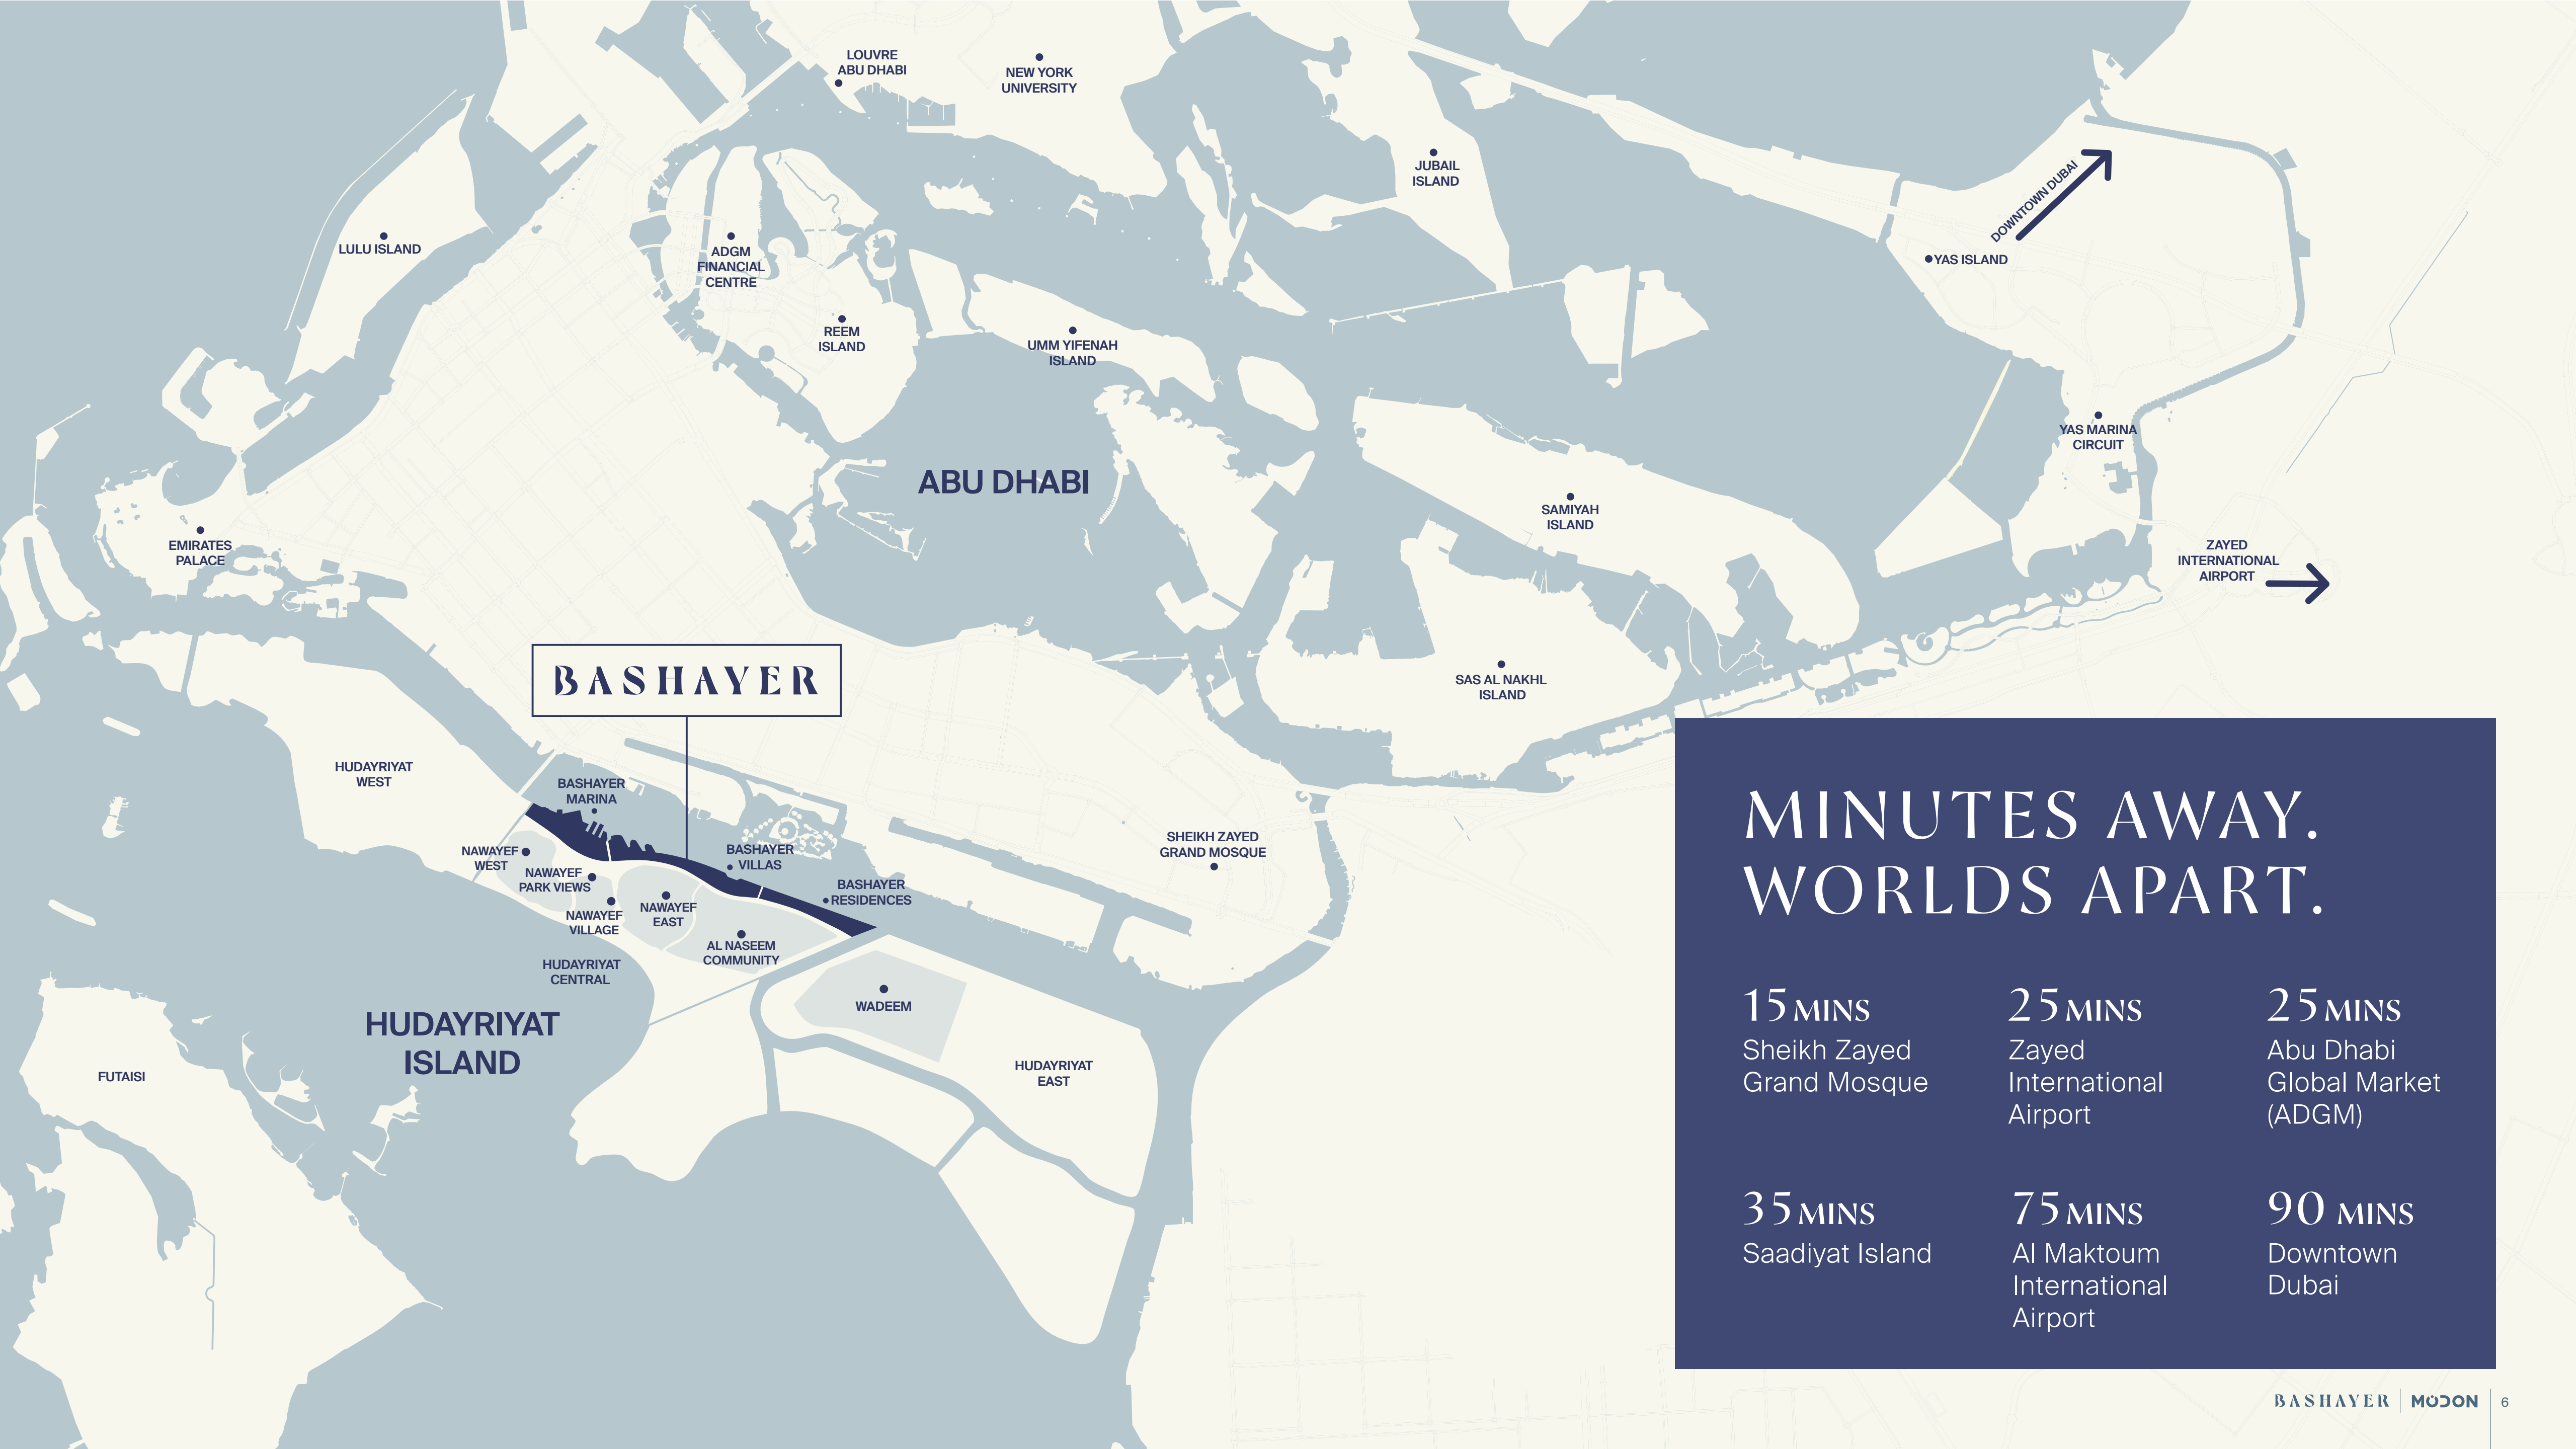 LOUVRE
ABU DHABI
NEW YORK
UNIVERSITY
JUBAIL
ISLAND
DOWNTOWN DUBAI
LULU ISLAND
ADGM
FINANCIAL
CENTRE
YAS ISLAND
REEM
ISLAND
UMM YIFENAH
ISLAND
YAS MARINA
CIRCUIT
ABU DHABI
SAMIYAH
ISLAND
EMIRATES
PALACE
ZAYED
INTERNATIONAL
AIRPORT
BASHAYER
SAS AL NAKHL
ISLAND
HUDAYRIYAT
WEST
BASHAYER
MARINA
SHEIKH ZAYED
GRAND MOSQUE
NAWAYEF
WEST
BASHAYER
VILLAS
NAWAYEF
PARK VIEWS
BASHAYER
RESIDENCES
NAWAYEF
VILLAGE
NAWAYEF
EAST
AL NASEEM
COMMUNITY
HUDAYRIYAT
CENTRAL
WADEEM
HUDAYRIYAT
ISLAND
HUDAYRIYAT
EAST
FUTAISI
MINUTES AWAY.
WORLDS APART.
15 MINS
Sheikh Zayed
Grand Mosque
25 MINS
Zayed
International
Airport
25 MINS
Abu Dhabi
Global Market
(ADGM)
35 MINS
Saadiyat Island
75 MINS
Al Maktoum
International
Airport
90 MINS
Downtown
Dubai
BASHAYER | MODON | 6